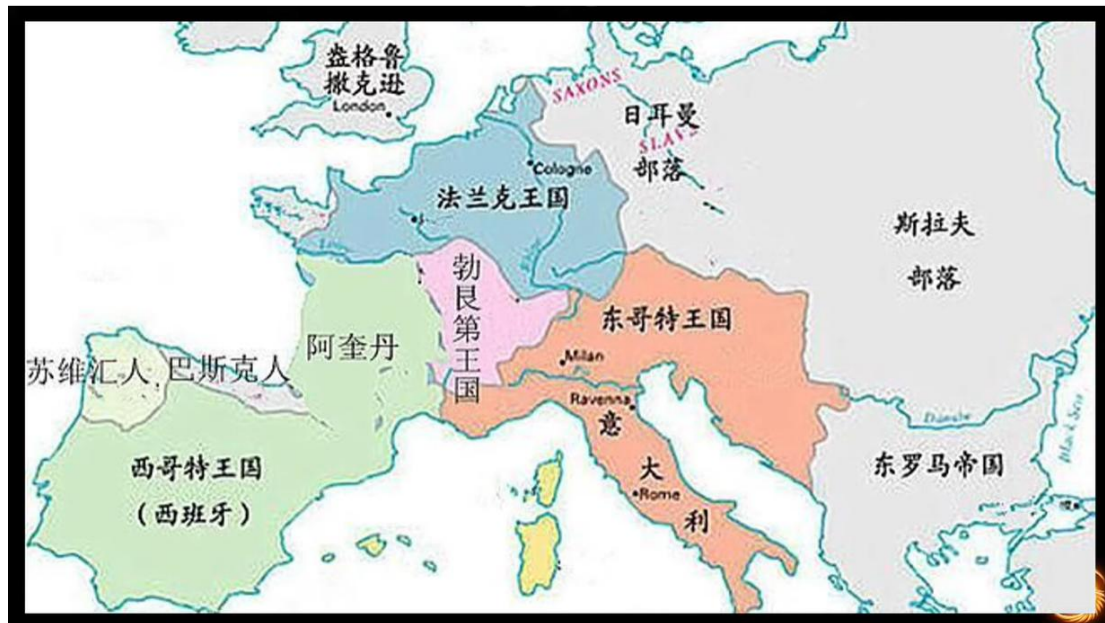 盎格鲁
撒克逊
London
SAXONS
日耳曼
SLAVS
部落
Cologne
法兰克王国
斯拉夫
部落
勃艮第王国
东哥特王国
阿奎丹
Milan
Po
苏维汇人
巴斯克人
Ravenna
意
大
利
Danube
Black Sea
西哥特王国
(西班牙)
Rome
东罗马帝国